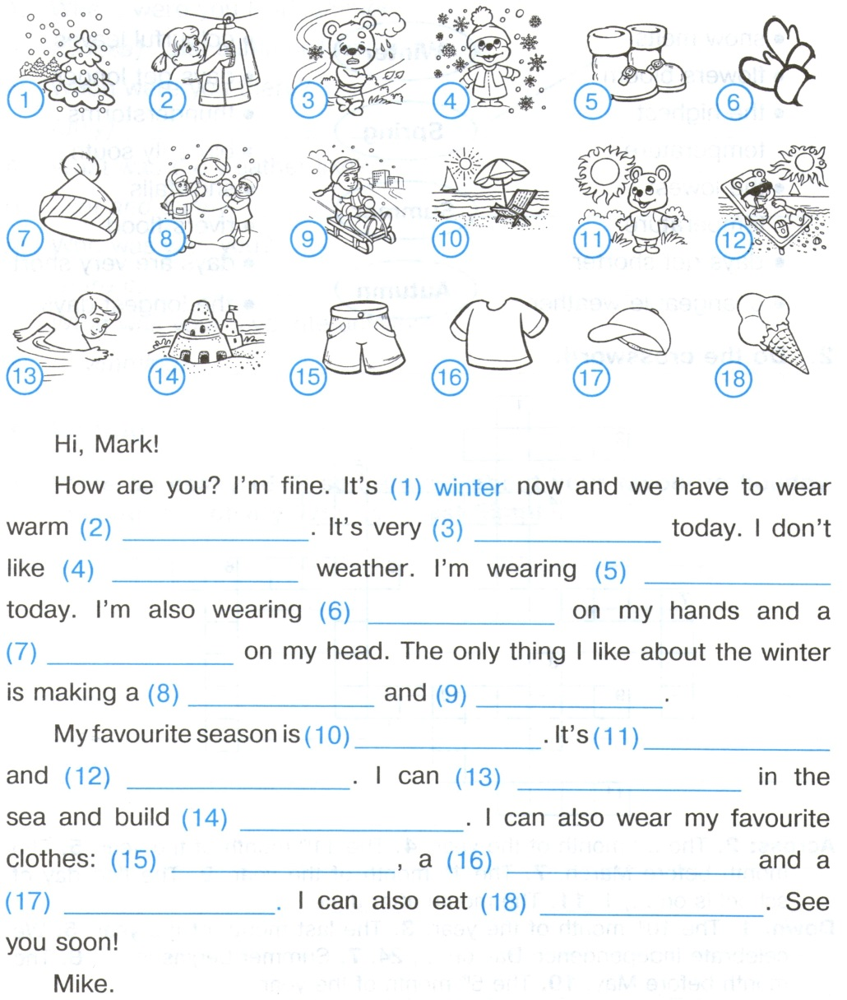 1 2 3 4 5 6
7 8 9 10 11 12
13 14 15 16 17 18
Hi, Mark!
How are you? I'm fine. It's (1) winter now and we have to wear
warm (2) ____________. It's very (3) ____________ today. I don't
like (4) ____________ weather. I'm wearing (5) ____________
today. I'm also wearing (6) ____________ on my hands and a
(7) ____________ on my head. The only thing I like about the winter
is making a (8) ____________ and (9) ____________.
My favourite season is (10) ____________. It's (11) ____________
and (12) ____________. I can (13) ____________ in the
sea and build (14) ____________. I can also wear my favourite
clothes: (15) ____________, a (16) ____________ and a
(17) ____________. I can also eat (18) ____________. See
you soon!
Mike.